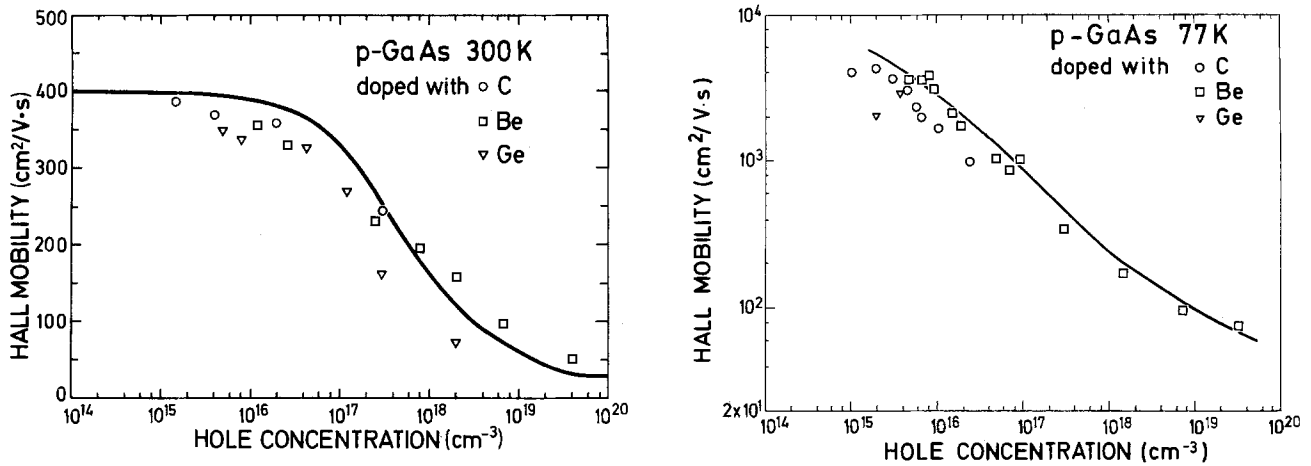 HALL MOBILITY (cm²/V·s)
500
400
300
200
100
0
p-GaAs 300K
doped with ○ C
□ Be
▽ Ge
10¹⁴ 10¹⁵ 10¹⁶ 10¹⁷ 10¹⁸ 10¹⁹ 10²⁰
HOLE CONCENTRATION (cm⁻³)
HALL MOBILITY (cm²/V·s)
10⁴
10³
10²
2x10¹
p-GaAs 77K
doped with ○ C
□ Be
▽ Ge
10¹⁴ 10¹⁵ 10¹⁶ 10¹⁷ 10¹⁸ 10¹⁹ 10²⁰
HOLE CONCENTRATION (cm⁻³)